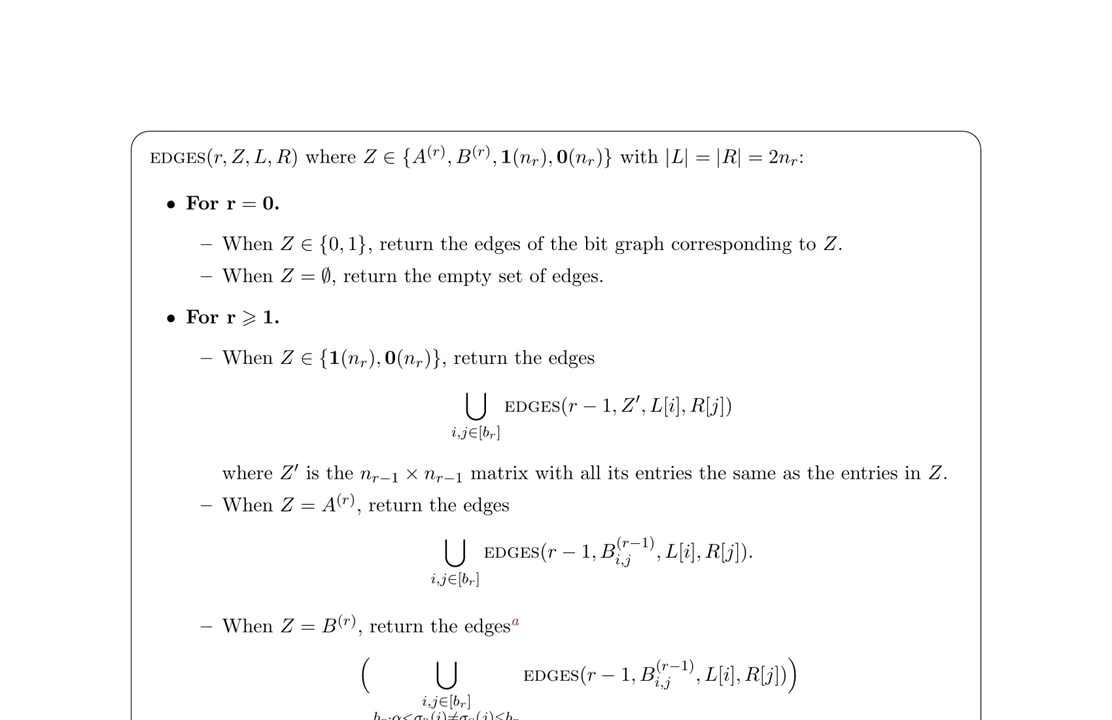 EDGES(r, Z, L, R) where Z ∈ {A^(r), B^(r), 1(n_r), 0(n_r)} with |L| = |R| = 2n_r:
• For r = 0.
– When Z ∈ {0, 1}, return the edges of the bit graph corresponding to Z.
– When Z = ∅, return the empty set of edges.
• For r ⩾ 1.
– When Z ∈ {1(n_r), 0(n_r)}, return the edges
⋃_{i,j∈[b_r]} EDGES(r − 1, Z′, L[i], R[j])
where Z′ is the n_{r−1} × n_{r−1} matrix with all its entries the same as the entries in Z.
– When Z = A^(r), return the edges
⋃_{i,j∈[b_r]} EDGES(r − 1, B_{i,j}^{(r−1)}, L[i], R[j]).
– When Z = B^(r), return the edges^a
( ⋃_{i,j∈[b_r]} EDGES(r − 1, B_{i,j}^{(r−1)}, L[i], R[j]))